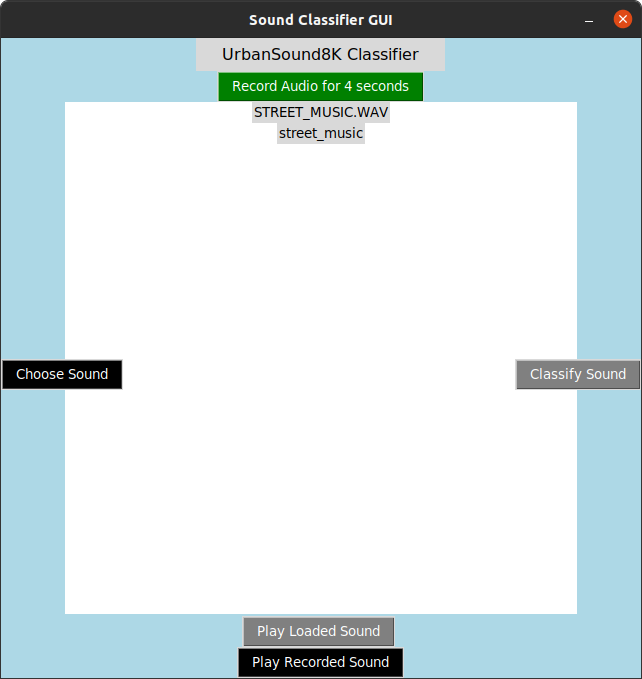 Sound Classifier GUI
UrbanSound8K Classifier
Record Audio for 4 seconds
STREET_MUSIC.WAV
street_music
Choose Sound
Classify Sound
Play Loaded Sound
Play Recorded Sound